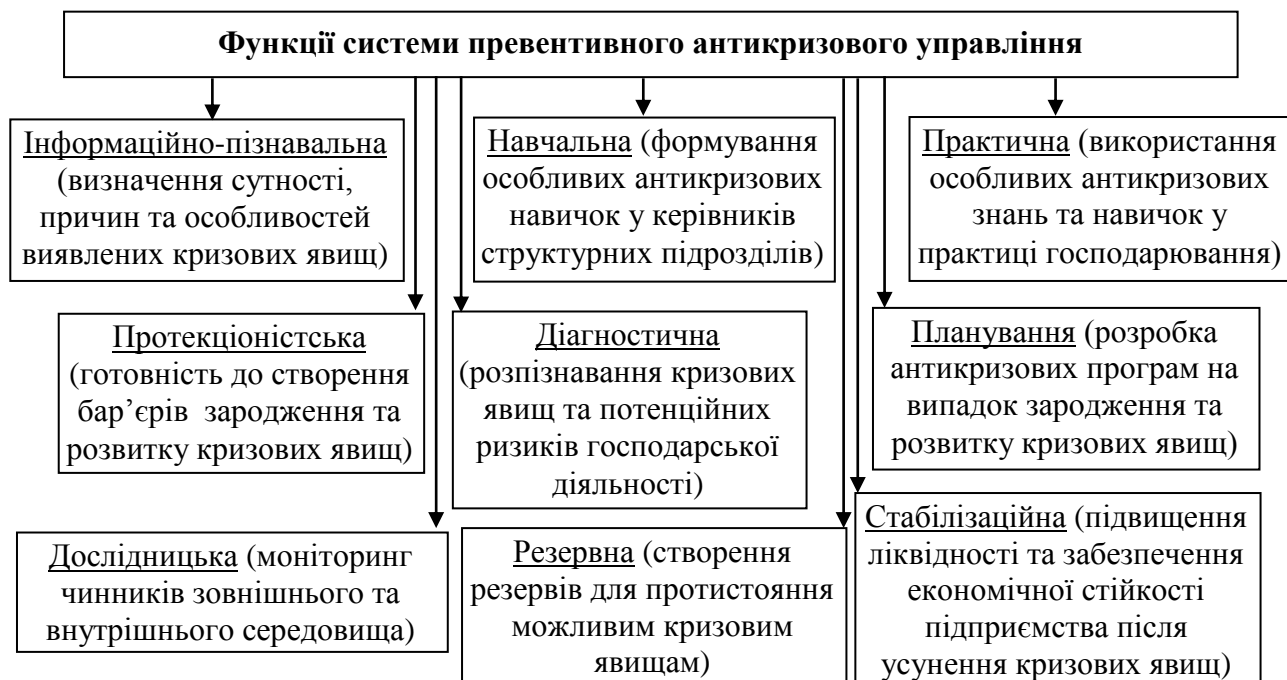 Функції системи превентивного антикризового управління
Інформаційно-пізнавальна
(визначення сутності,
причин та особливостей
виявлених кризових явищ)
Навчальна (формування
особливих антикризових
навичок у керівників
структурних підрозділів)
Практична (використання
особливих антикризових
знань та навичок у
практиці господарювання)
Протекціоністська
(готовність до створення
бар’єрів зародження та
розвитку кризових явищ)
Діагностична
(розпізнавання кризових
явищ та потенційних
ризиків господарської
діяльності)
Планування (розробка
антикризових програм на
випадок зародження та
розвитку кризових явищ)
Дослідницька (моніторинг
чинників зовнішнього та
внутрішнього середовища)
Резервна (створення
резервів для протистояння
можливим кризовим
явищам)
Стабілізаційна (підвищення
ліквідності та забезпечення
економічної стійкості
підприємства після
усунення кризових явищ)